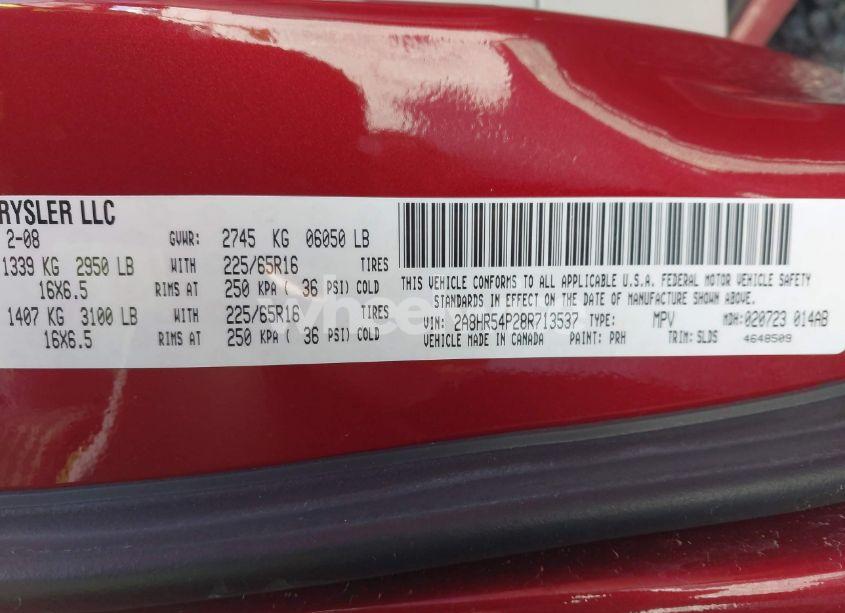 RYSLER LLC
2-08 GVWR: 2745 KG 06050 LB
1339 KG 2950 LB WITH 225/65R16 TIRES
16X6.5 RIMS AT 250 KPA ( 36 PSI) COLD
1407 KG 3100 LB WITH 225/65R16 TIRES
16X6.5 RIMS AT 250 KPA ( 36 PSI) COLD
THIS VEHICLE CONFORMS TO ALL APPLICABLE U.S.A. FEDERAL MOTOR VEHICLE SAFETY
STANDARDS IN EFFECT ON THE DATE OF MANUFACTURE SHOWN ABOVE.
VIN: 2A8HR54P28R713537 TYPE: MPV MDH:020723 014AB
VEHICLE MADE IN CANADA PAINT: PRH TRIM: SLDS 4648509